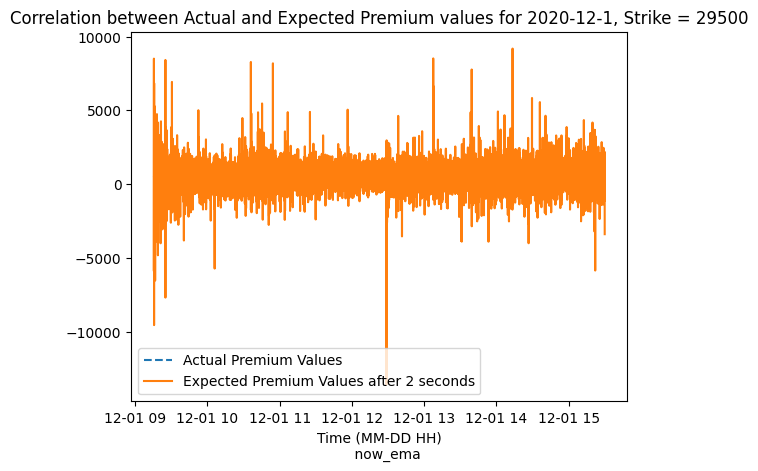 Correlation between Actual and Expected Premium values for 2020-12-1, Strike = 29500
10000
5000
0
−5000
−10000
Actual Premium Values
Expected Premium Values after 2 seconds
12-01 09 12-01 10 12-01 11 12-01 12 12-01 13 12-01 14 12-01 15
Time (MM-DD HH)
now_ema